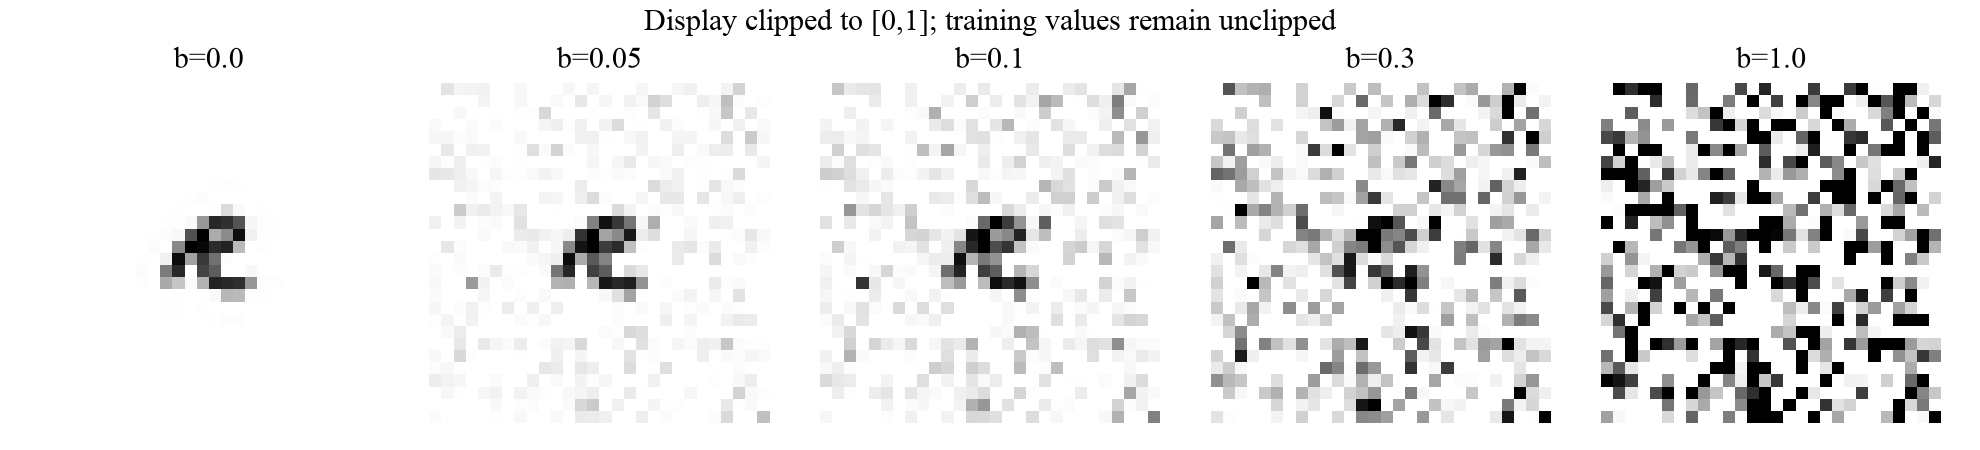 Display clipped to [0,1]; training values remain unclipped
b=0.0 b=0.05 b=0.1 b=0.3 b=1.0